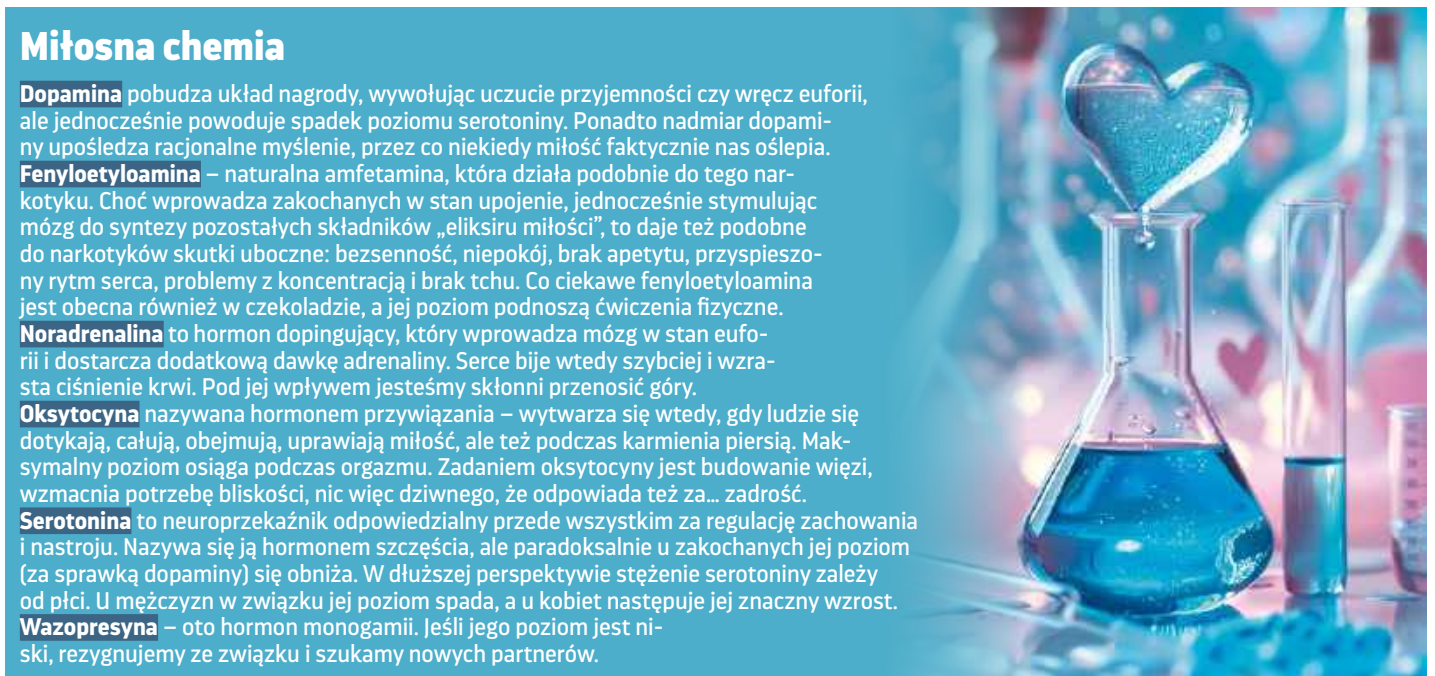 Miłosna chemia
Dopamina pobudza układ nagrody, wywołując uczucie przyjemności czy wręcz euforii,
ale jednocześnie powoduje spadek poziomu serotoniny. Ponadto nadmiar dopami-
ny upośledza racjonalne myślenie, przez co niekiedy miłość faktycznie nas oślepia.
Fenyloetyloamina – naturalna amfetamina, która działa podobnie do tego nar-
kotyku. Choć wprowadza zakochanych w stan upojenie, jednocześnie stymulując
mózg do syntezy pozostałych składników „eliksiru miłości”, to daje też podobne
do narkotyków skutki uboczne: bezsenność, niepokój, brak apetytu, przyspieszo-
ny rytm serca, problemy z koncentracją i brak tchu. Co ciekawe fenyloetyloamina
jest obecna również w czekoladzie, a jej poziom podnoszą ćwiczenia fizyczne.
Noradrenalina to hormon dopingujący, który wprowadza mózg w stan eufo-
rii i dostarcza dodatkową dawkę adrenaliny. Serce bije wtedy szybciej i wzra-
sta ciśnienie krwi. Pod jej wpływem jesteśmy skłonni przenosić góry.
Oksytocyna nazywana hormonem przywiązania – wytwarza się wtedy, gdy ludzie się
dotykają, całują, obejmują, uprawiają miłość, ale też podczas karmienia piersią. Mak-
symalny poziom osiąga podczas orgazmu. Zadaniem oksytocyny jest budowanie więzi,
wzmacnia potrzebę bliskości, nic więc dziwnego, że odpowiada też za... zadrość.
Serotonina to neuroprzekaźnik odpowiedzialny przede wszystkim za regulację zachowania
i nastroju. Nazywa się ją hormonem szczęścia, ale paradoksalnie u zakochanych jej poziom
(za sprawką dopaminy) się obniża. W dłuższej perspektywie stężenie serotoniny zależy
od płci. U mężczyzn w związku jej poziom spada, a u kobiet następuje jej znaczny wzrost.
Wazopresyna – oto hormon monogamii. Jeśli jego poziom jest ni-
ski, rezygnujemy ze związku i szukamy nowych partnerów.